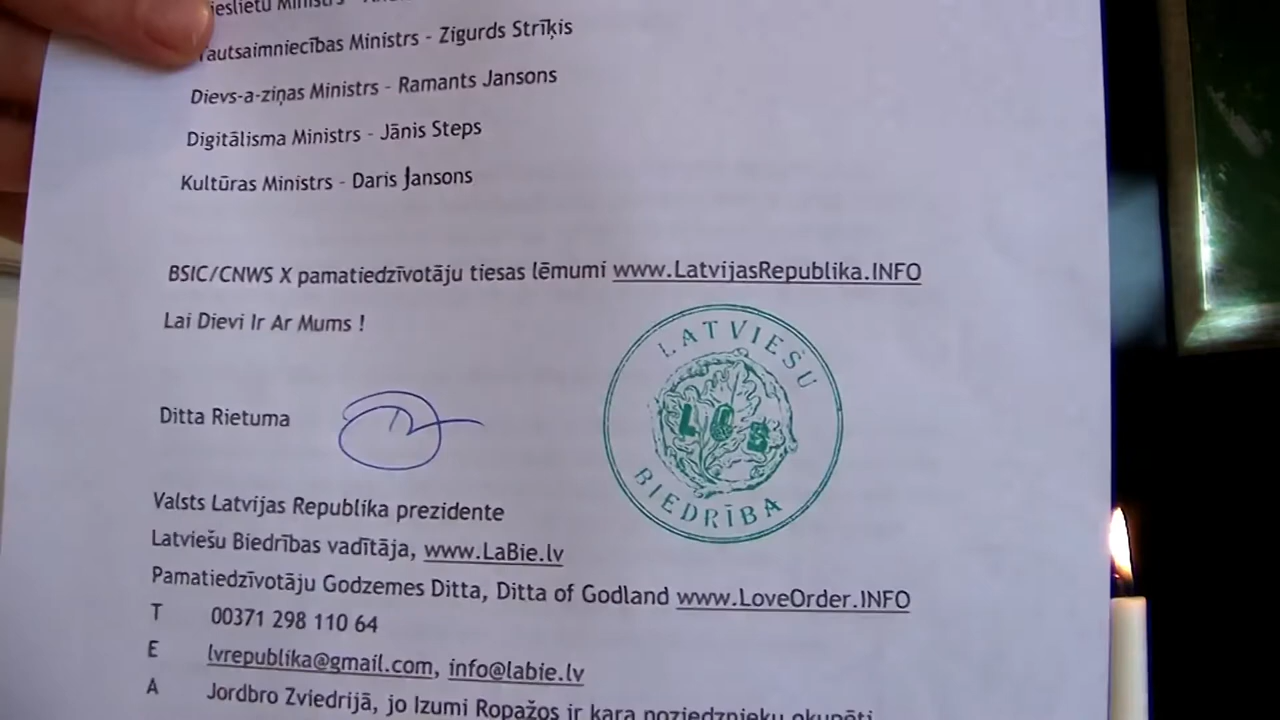 Ministrs -
Tautsaimniecības Ministrs - Zigurds Strīķis
Dievs-a-ziņas Ministrs - Ramants Jansons
Digitālisma Ministrs - Jānis Steps
Kultūras Ministrs - Daris Jansons
BSIC/CNWS X pamatiedzīvotāju tiesas lēmumi www.LatvijasRepublika.INFO
Lai Dievi Ir Ar Mums !
LATVIEŠU
LOB
BIEDRĪBA
Ditta Rietuma
Valsts Latvijas Republika prezidente
Latviešu Biedrības vadītāja, www.LaBie.lv
Pamatiedzīvotāju Godzemes Ditta, Ditta of Godland www.LoveOrder.INFO
T 00371 298 110 64
E lvrepublika@gmail.com, info@labie.lv
A Jordbro Zviedrijā, jo Izumi Ropažos ir kara noziedznieku okupēti